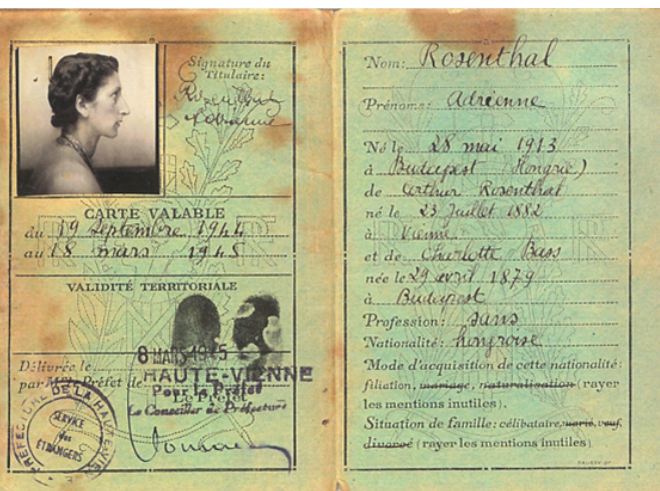 Signature du
Titulaire:
Rosenthal
Adrienne
CARTE VALABLE
du 19 Septembre 1944
au 18 mars 1945
VALIDITÉ TERRITORIALE
8 MARS 1945
Délivrée le
par M. le Préfet de
HAUTE-VIENNE
Pour le Préfet
Le Préfet
Le Conseiller de Préfecture
PRÉFECTURE DE LA HAUTE-VIENNE
SERVICE
des
ÉTRANGERS
Nom: Rosenthal
Prénoms: Adrienne
Né le 28 mai 1913
à Budapest (Hongrie)
de Arthur Rosenthal
né le 23 Juillet 1882
à Vienne
et de Charlotte Bass
née le 29 avril 1879
à Budapest
Profession: sans
Nationalité: hongroise
Mode d'acquisition de cette nationalité:
filiation, mariage, naturalisation (rayer
les mentions inutiles).
Situation de famille: célibataire, marié, veuf,
divorcé (rayer les mentions inutiles)